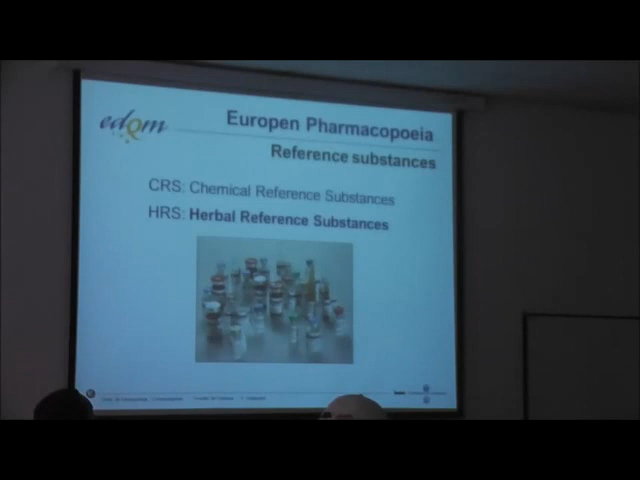 edqm
Europen Pharmacopoeia
Reference substances
CRS: Chemical Reference Substances
HRS: Herbal Reference Substances